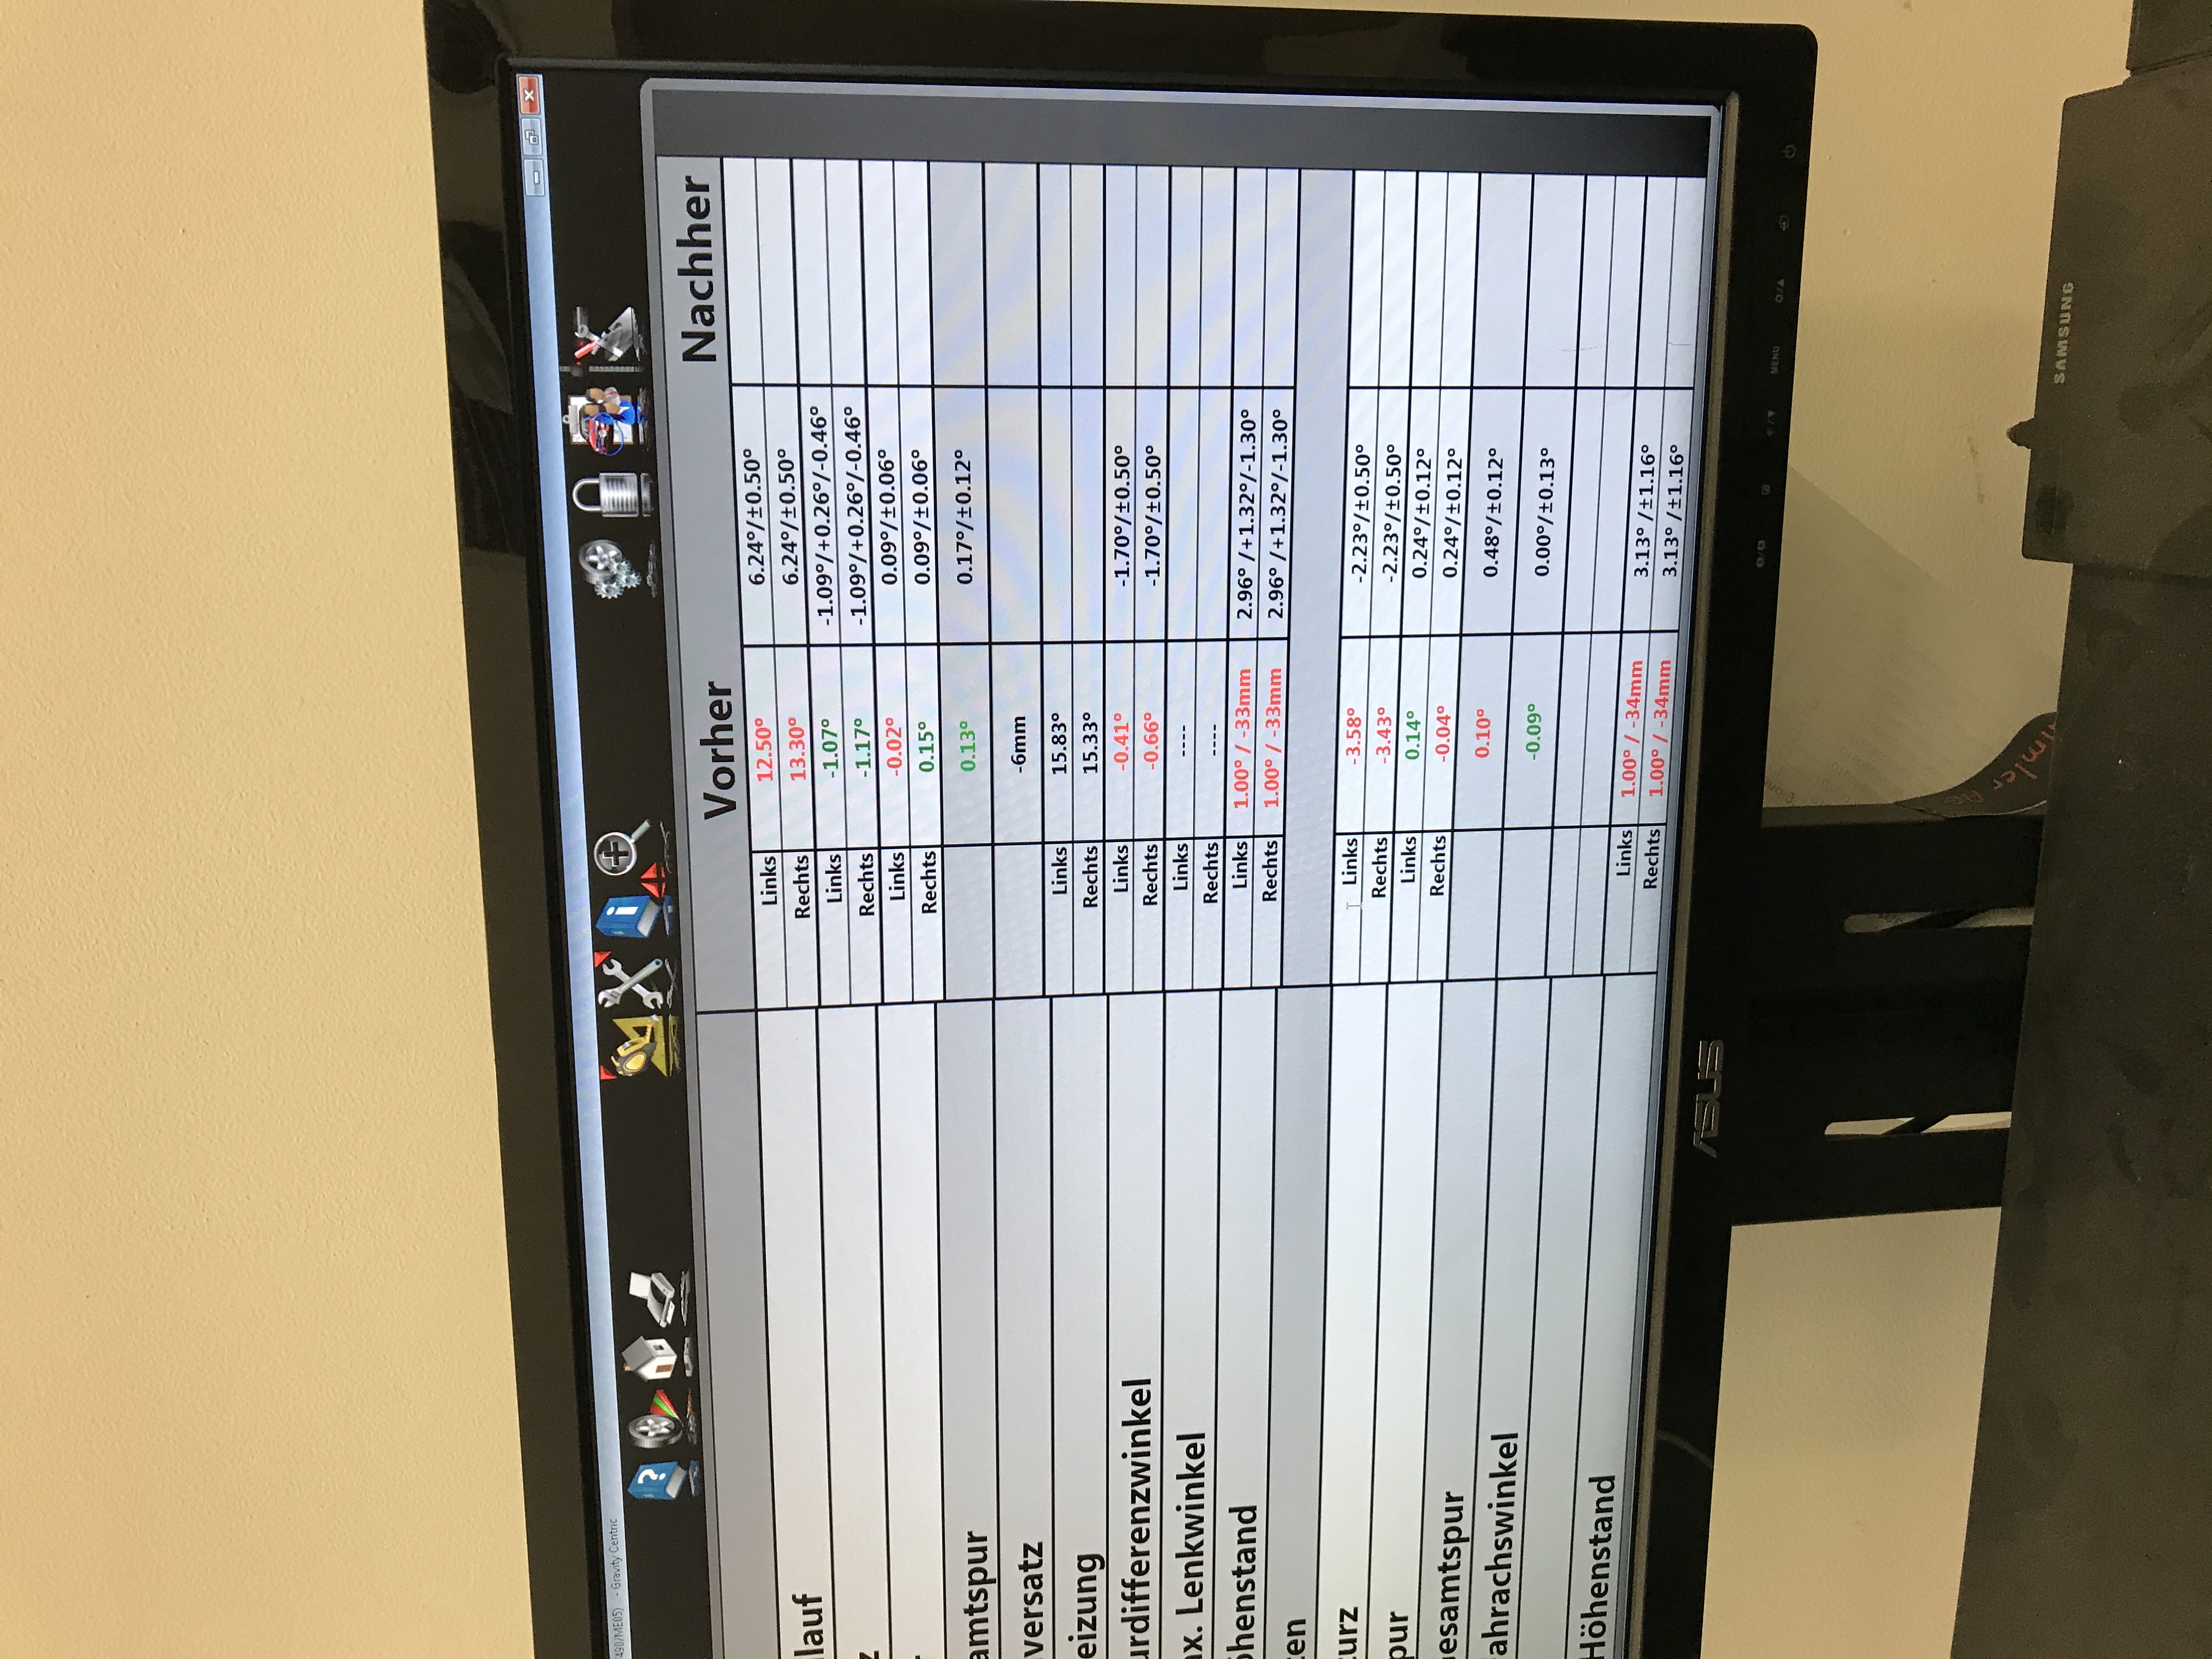 490/ME05) - Gravity Centric
Vorher Nachher
lauf Links 12.50° 6.24°/±0.50°
Rechts 13.30° 6.24°/±0.50°
z Links -1.07° -1.09°/+0.26°/-0.46°
Rechts -1.17° -1.09°/+0.26°/-0.46°
r Links -0.02° 0.09°/±0.06°
Rechts 0.15° 0.09°/±0.06°
amtspur 0.13° 0.17°/±0.12°
versatz -6mm
eizung Links 15.83°
Rechts 15.33°
urdifferenzwinkel Links -0.41° -1.70°/±0.50°
Rechts -0.66° -1.70°/±0.50°
ax. Lenkwinkel Links ----
Rechts ----
öhenstand Links 1.00° / -33mm 2.96° /+1.32°/-1.30°
Rechts 1.00° / -33mm 2.96° /+1.32°/-1.30°
ten
turz Links -3.58° -2.23°/±0.50°
Rechts -3.43° -2.23°/±0.50°
pur Links 0.14° 0.24°/±0.12°
Rechts -0.04° 0.24°/±0.12°
Gesamtspur 0.10° 0.48°/±0.12°
Fahrachswinkel -0.09° 0.00°/±0.13°
Höhenstand Links 1.00° / -34mm 3.13° /±1.16°
Rechts 1.00° / -34mm 3.13° /±1.16°
ASUS
MENU
SAMSUNG